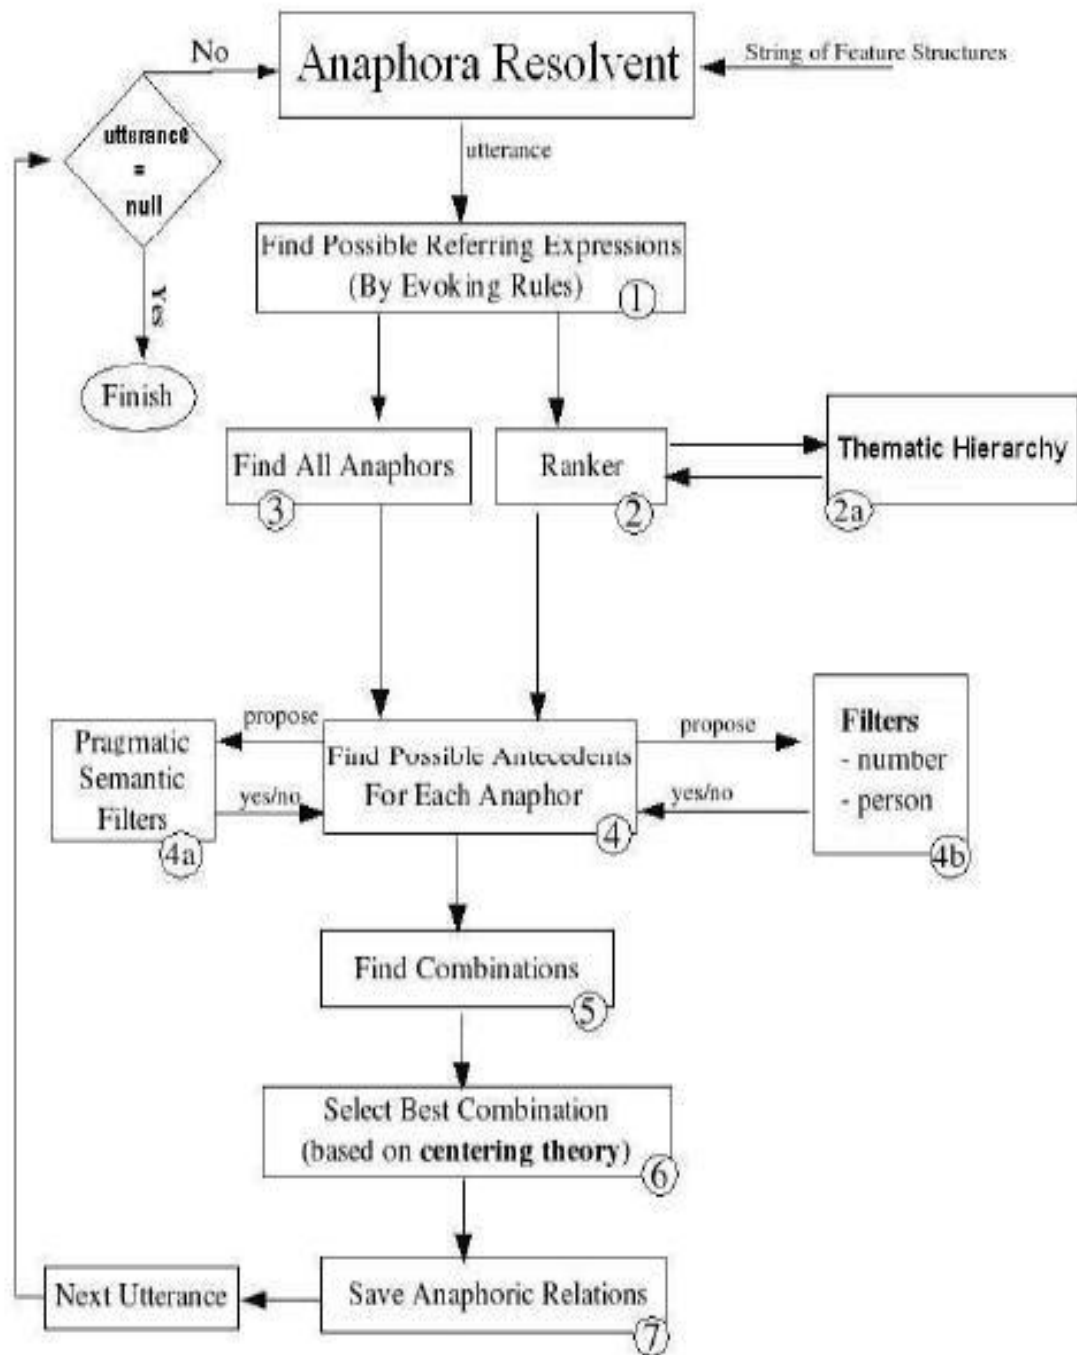 No
Anaphora Resolvent
String of Feature Structures
utterance
=
null
utterance
Yes
Find Possible Referring Expressions
(By Evoking Rules)
1
Finish
Find All Anaphors
3
Ranker
2
Thematic Hierarchy
2a
propose
Pragmatic
Semantic
Filters
yes/no
4a
Find Possible Antecedents
For Each Anaphor
4
propose
yes/no
Filters
- number
- person
4b
Find Combinations
5
Select Best Combination
(based on centering theory)
6
Next Utterance
Save Anaphoric Relations
7